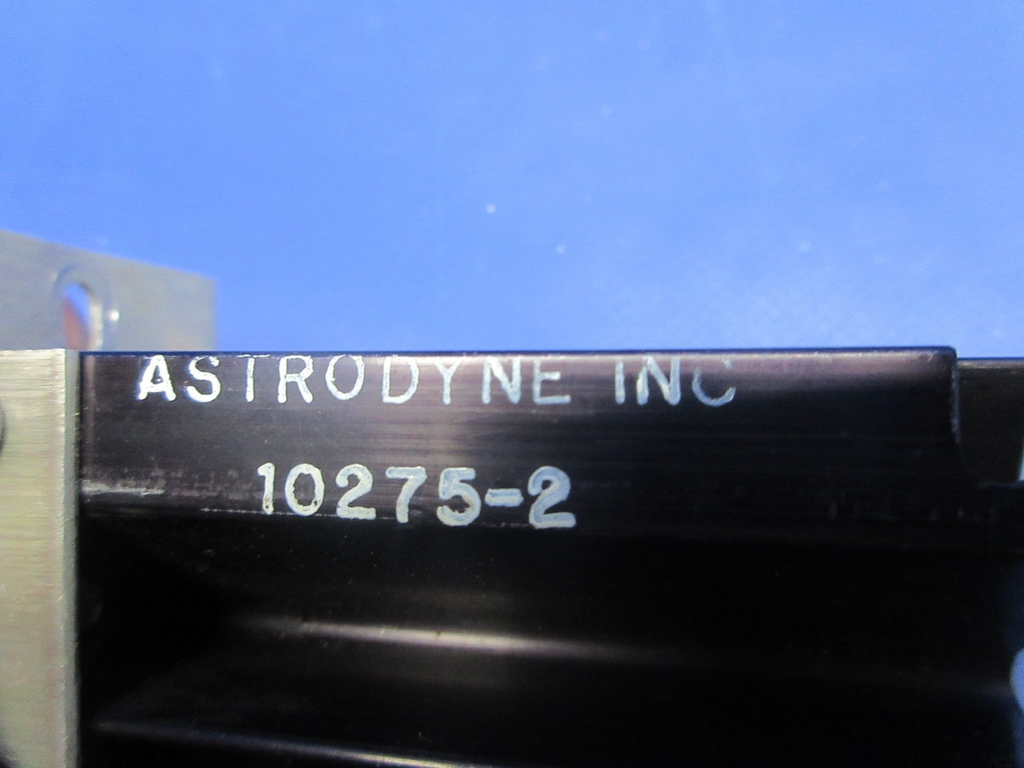 ASTRODYNE INC
10275-2